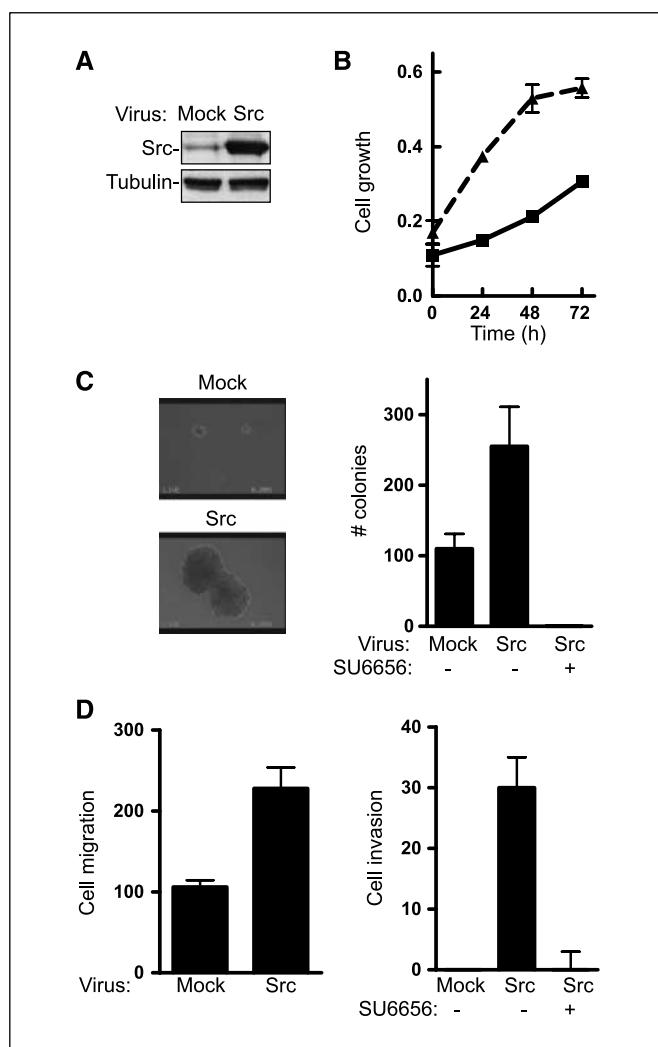 A
Virus: Mock Src
Src-
Tubulin-
B
Cell growth
0.6
0.4
0.2
0.0
0 24 48 72
Time (h)
C
Mock
Src
# colonies
300
200
100
0
Virus: Mock Src Src
SU6656: - - +
D
Cell migration
300
200
100
0
Virus: Mock Src
Cell invasion
40
30
20
10
0
Mock Src Src
SU6656: - - +